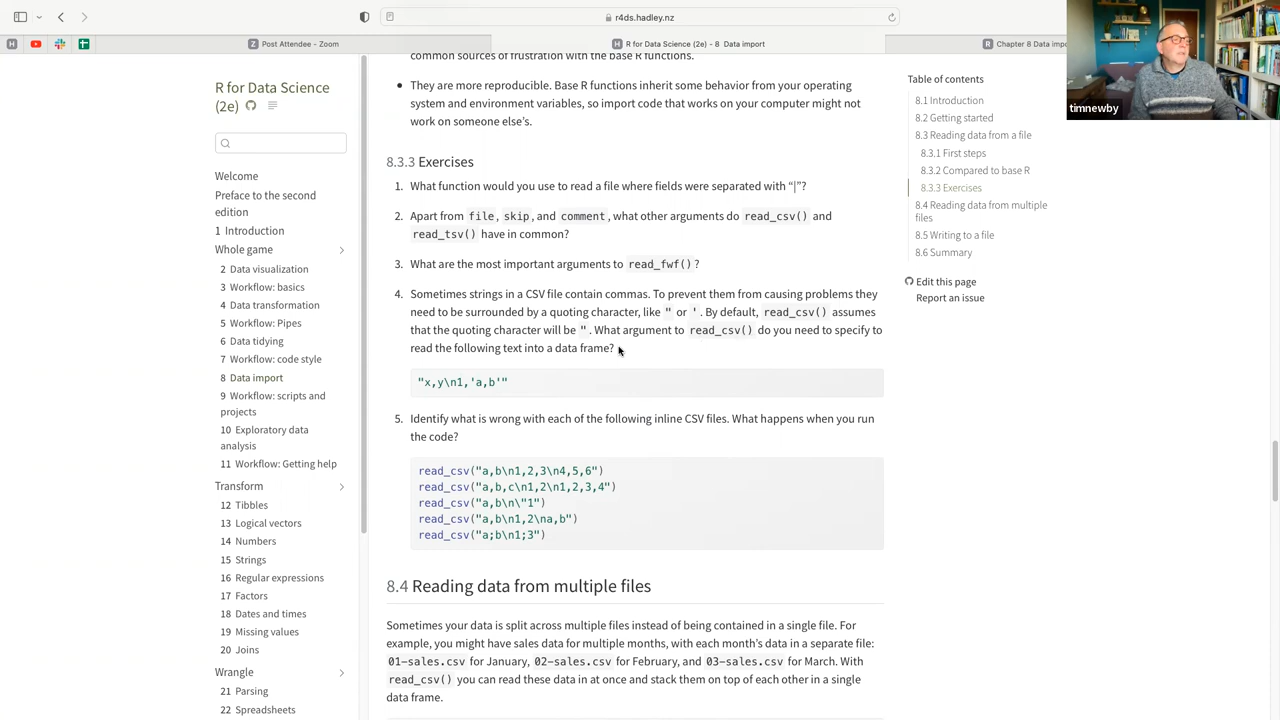 r4ds.hadley.nz
Post Attendee - Zoom
R for Data Science (2e) - 8 Data import
Chapter 8 Data impo
timnewby
R for Data Science
(2e)
Welcome
Preface to the second
edition
1 Introduction
Whole game
2 Data visualization
3 Workflow: basics
4 Data transformation
5 Workflow: Pipes
6 Data tidying
7 Workflow: code style
8 Data import
9 Workflow: scripts and
projects
10 Exploratory data
analysis
11 Workflow: Getting help
Transform
12 Tibbles
13 Logical vectors
14 Numbers
15 Strings
16 Regular expressions
17 Factors
18 Dates and times
19 Missing values
20 Joins
Wrangle
21 Parsing
22 Spreadsheets
common sources of frustration with the base R functions.
They are more reproducible. Base R functions inherit some behavior from your operating
system and environment variables, so import code that works on your computer might not
work on someone else's.
8.3.3 Exercises
1. What function would you use to read a file where fields were separated with “|”?
2. Apart from file, skip, and comment, what other arguments do read_csv() and
read_tsv() have in common?
3. What are the most important arguments to read_fwf()?
4. Sometimes strings in a CSV file contain commas. To prevent them from causing problems they
need to be surrounded by a quoting character, like " or '. By default, read_csv() assumes
that the quoting character will be ". What argument to read_csv() do you need to specify to
read the following text into a data frame?
"x,y\n1,'a,b'"
5. Identify what is wrong with each of the following inline CSV files. What happens when you run
the code?
read_csv("a,b\n1,2,3\n4,5,6")
read_csv("a,b,c\n1,2\n1,2,3,4")
read_csv("a,b\n\"1")
read_csv("a,b\n1,2\na,b")
read_csv("a;b\n1;3")
8.4 Reading data from multiple files
Sometimes your data is split across multiple files instead of being contained in a single file. For
example, you might have sales data for multiple months, with each month's data in a separate file:
01-sales.csv for January, 02-sales.csv for February, and 03-sales.csv for March. With
read_csv() you can read these data in at once and stack them on top of each other in a single
data frame.
Table of contents
8.1 Introduction
8.2 Getting started
8.3 Reading data from a file
8.3.1 First steps
8.3.2 Compared to base R
8.3.3 Exercises
8.4 Reading data from multiple
files
8.5 Writing to a file
8.6 Summary
Edit this page
Report an issue